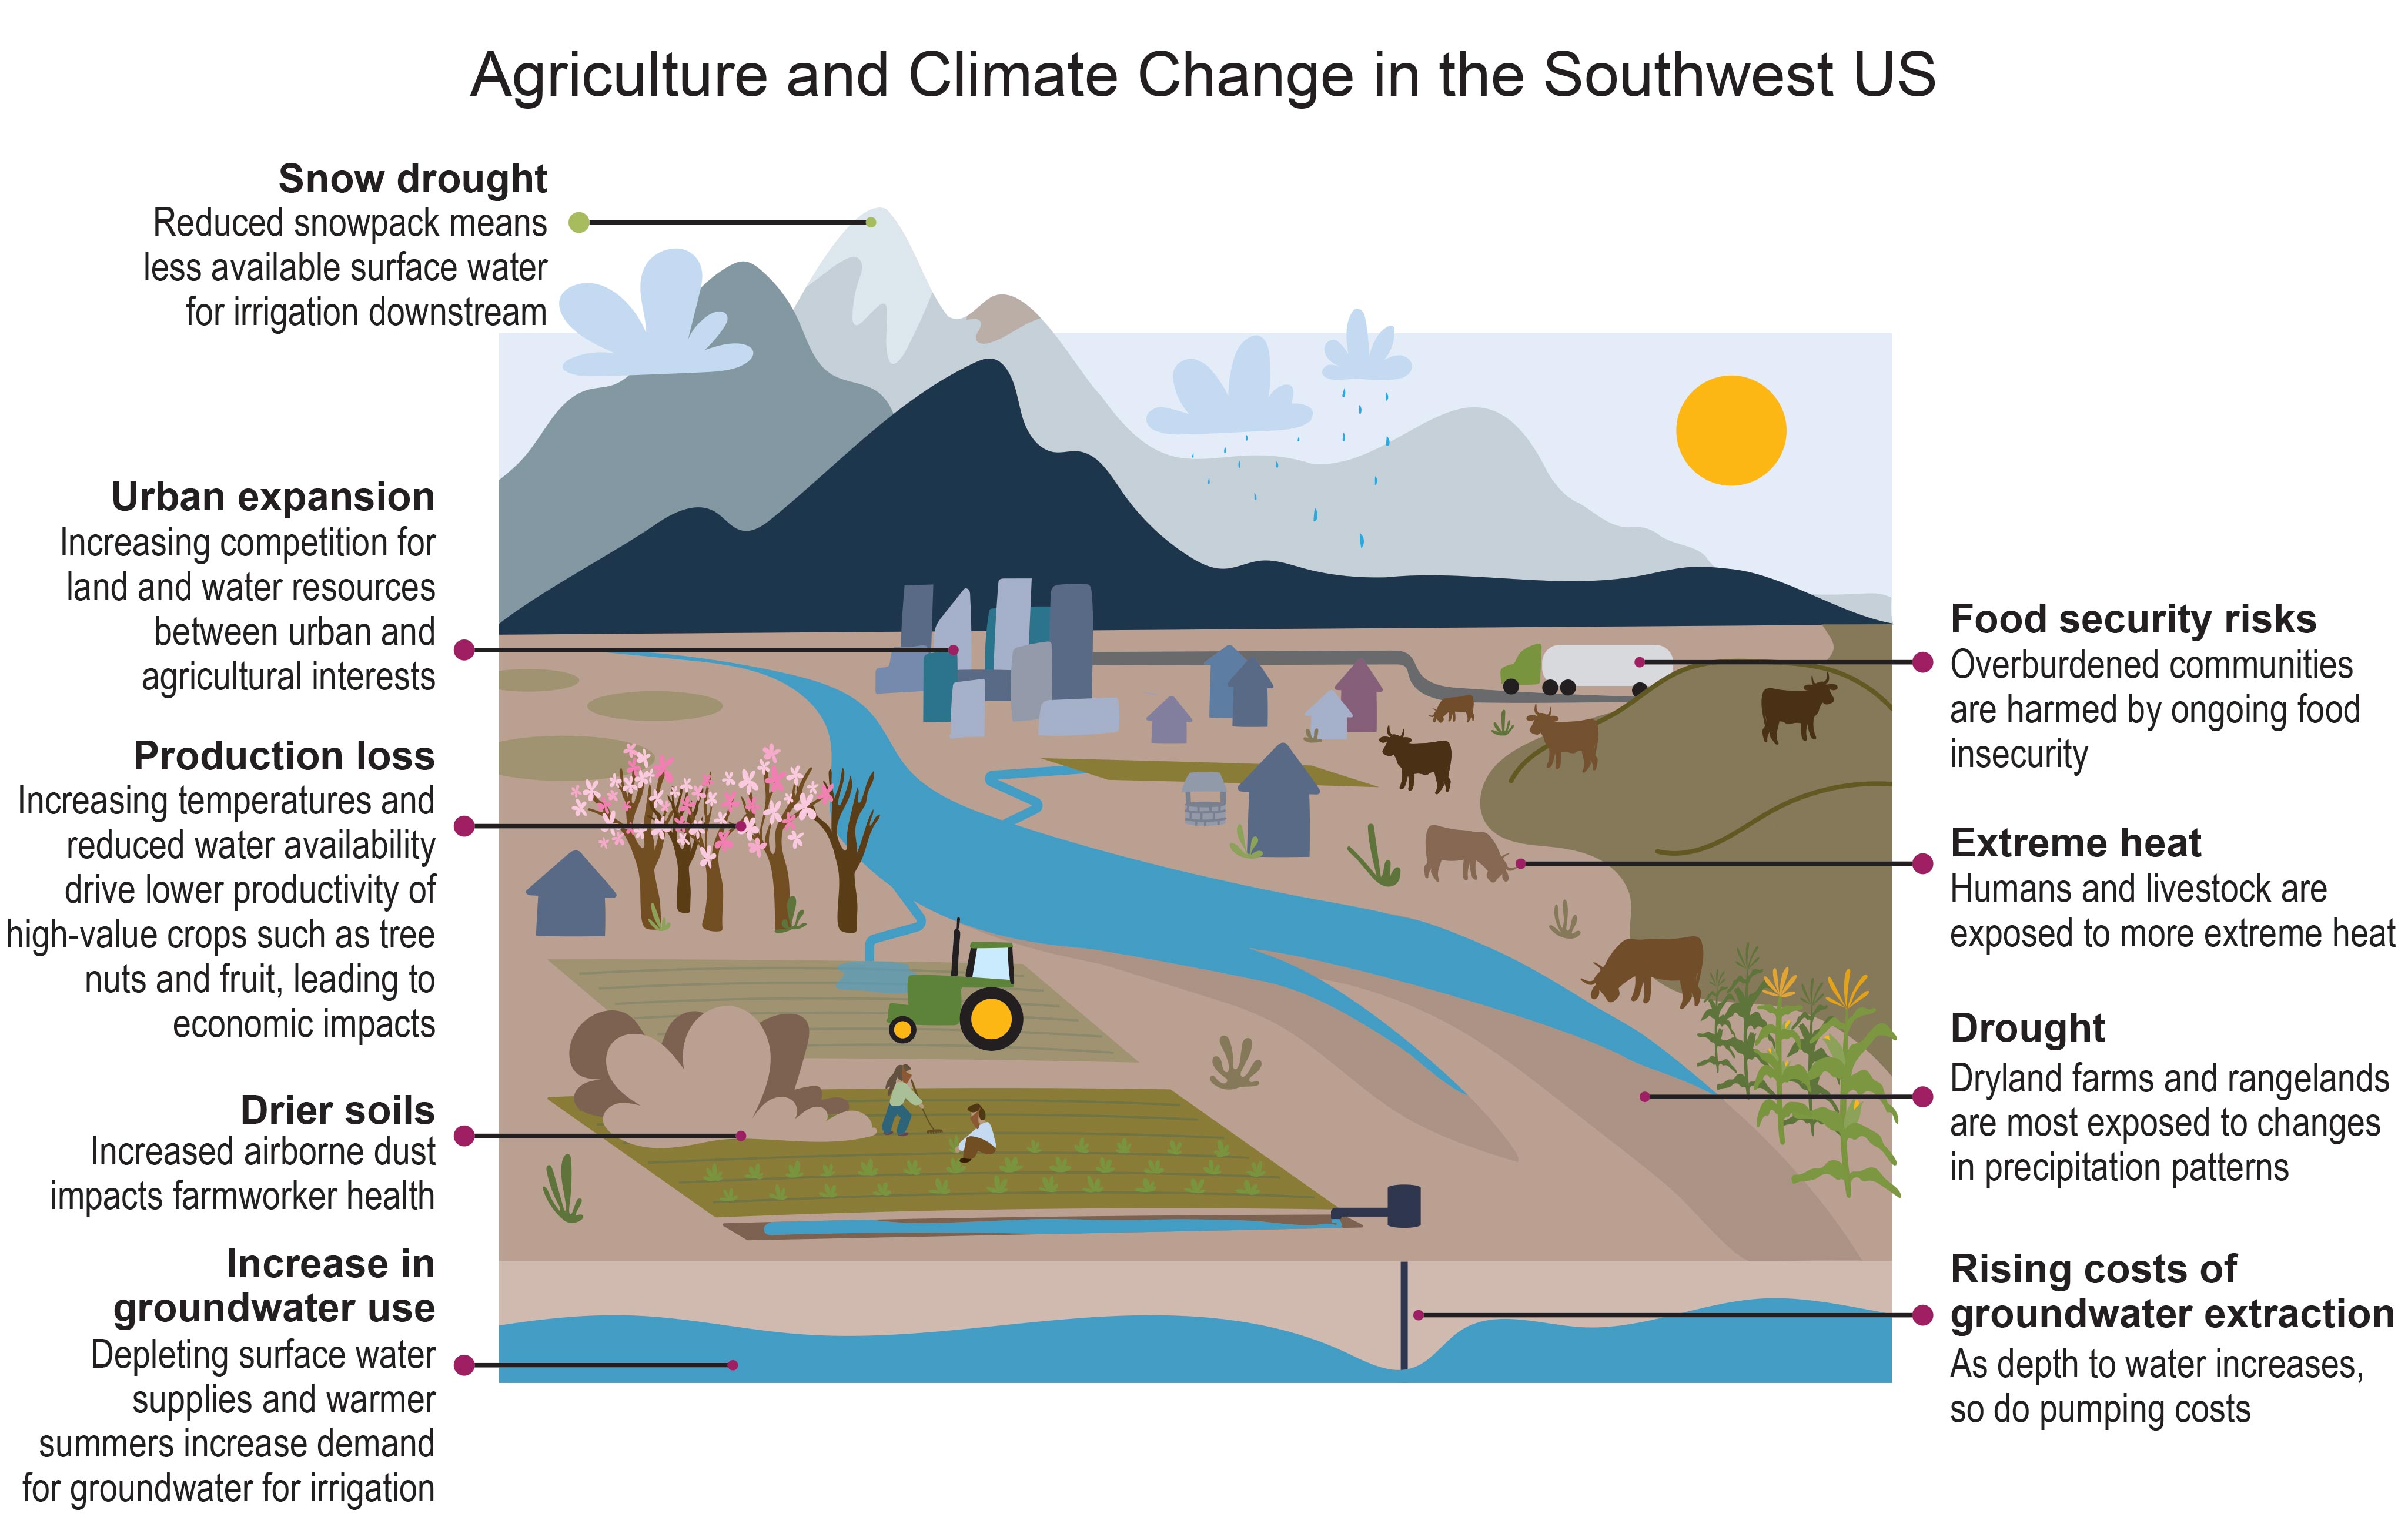 Agriculture and Climate Change in the Southwest US
Snow drought
Reduced snowpack means
less available surface water
for irrigation downstream
Urban expansion
Increasing competition for
land and water resources
between urban and
agricultural interests
Production loss
Increasing temperatures and
reduced water availability
drive lower productivity of
high-value crops such as tree
nuts and fruit, leading to
economic impacts
Drier soils
Increased airborne dust
impacts farmworker health
Increase in
groundwater use
Depleting surface water
supplies and warmer
summers increase demand
for groundwater for irrigation
Food security risks
Overburdened communities
are harmed by ongoing food
insecurity
Extreme heat
Humans and livestock are
exposed to more extreme heat
Drought
Dryland farms and rangelands
are most exposed to changes
in precipitation patterns
Rising costs of
groundwater extraction
As depth to water increases,
so do pumping costs